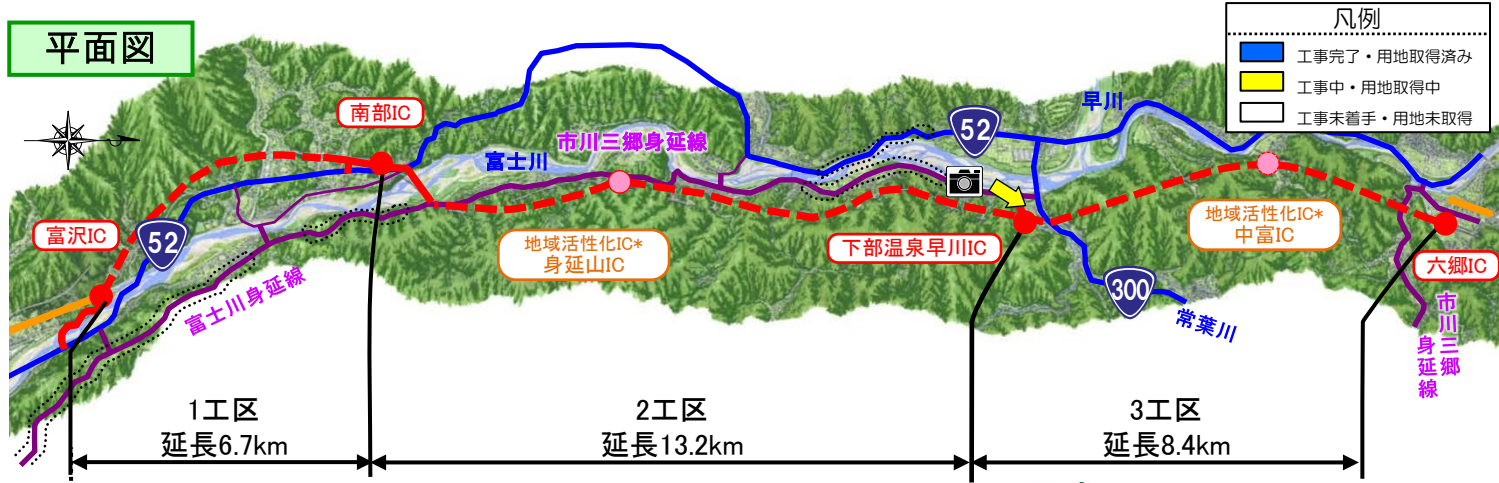 平面図
凡例
工事完了・用地取得済み
工事中・用地取得中
工事未着手・用地未取得
南部IC
富士川
市川三郷身延線
52
早川
富沢IC
52
地域活性化IC*
身延山IC
下部温泉早川IC
地域活性化IC*
中富IC
六郷IC
富士川身延線
300
常葉川
市川三郷
身延線
1工区
延長6.7km
2工区
延長13.2km
3工区
延長8.4km